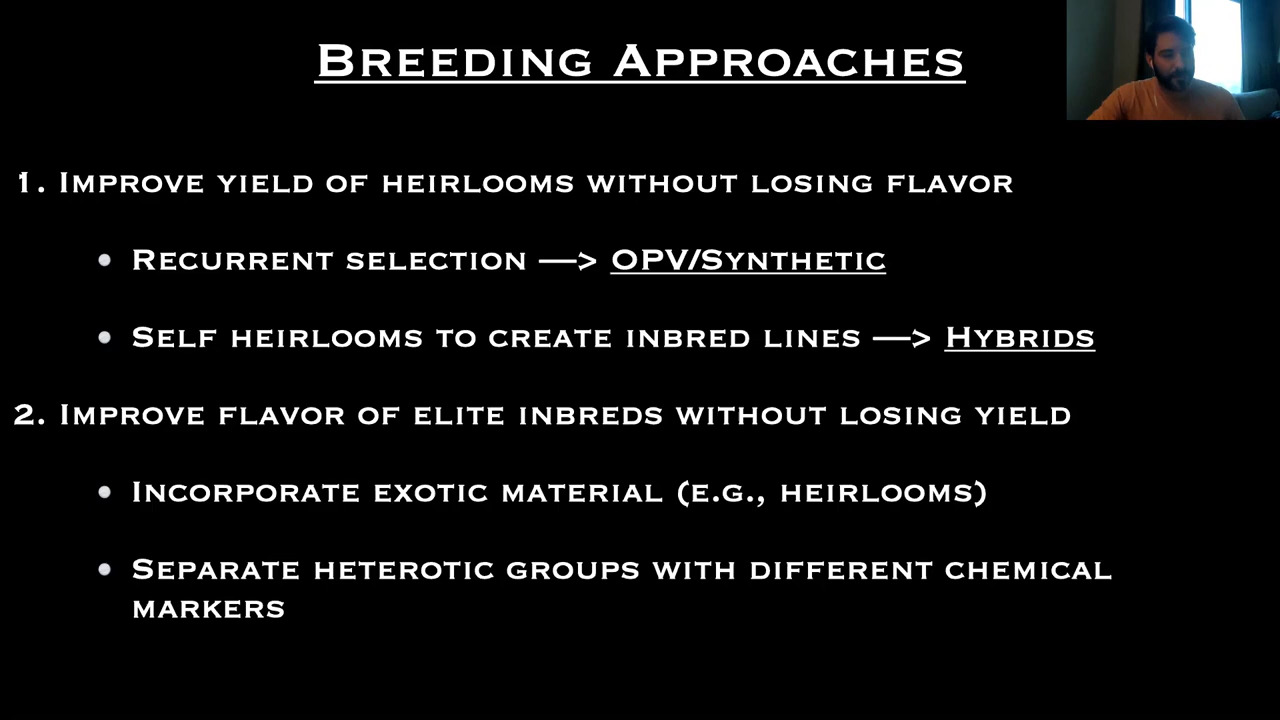 Breeding Approaches
1. Improve yield of heirlooms without losing flavor
• Recurrent selection —> OPV/Synthetic
• Self heirlooms to create inbred lines —> Hybrids
2. Improve flavor of elite inbreds without losing yield
• Incorporate exotic material (e.g., heirlooms)
• Separate heterotic groups with different chemical
markers